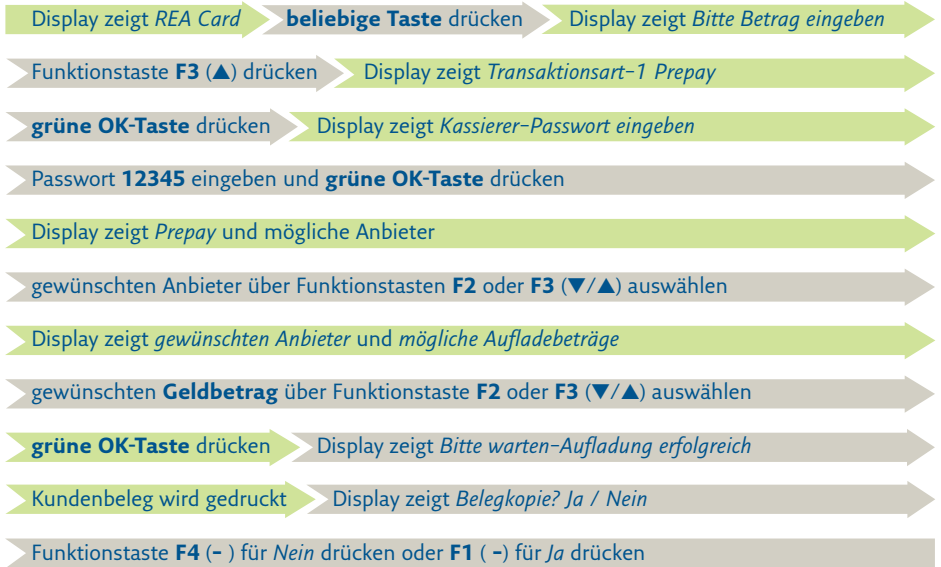 Display zeigt REA Card beliebige Taste drücken Display zeigt Bitte Betrag eingeben
Funktionstaste F3 (▲) drücken Display zeigt Transaktionsart–1 Prepay
grüne OK-Taste drücken Display zeigt Kassierer–Passwort eingeben
Passwort 12345 eingeben und grüne OK-Taste drücken
Display zeigt Prepay und mögliche Anbieter
gewünschten Anbieter über Funktionstasten F2 oder F3 (▼/▲) auswählen
Display zeigt gewünschten Anbieter und mögliche Aufladebeträge
gewünschten Geldbetrag über Funktionstaste F2 oder F3 (▼/▲) auswählen
grüne OK-Taste drücken Display zeigt Bitte warten–Aufladung erfolgreich
Kundenbeleg wird gedruckt Display zeigt Belegkopie? Ja / Nein
Funktionstaste F4 (– ) für Nein drücken oder F1 ( –) für Ja drücken